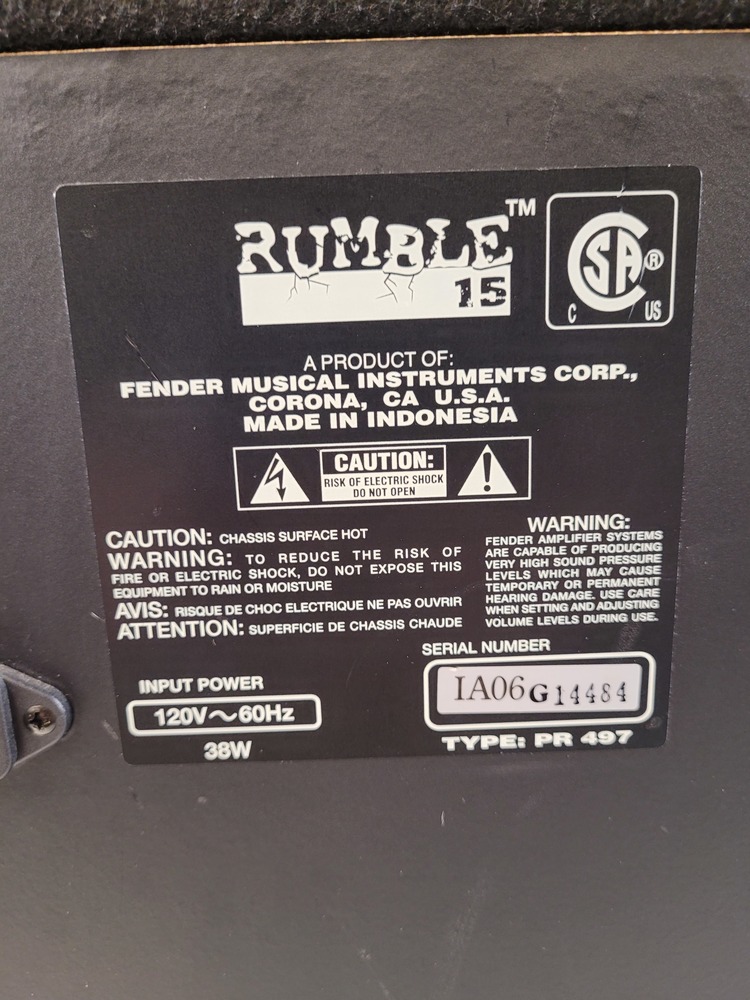 RUMBLE™
15
CSA®
C US
A PRODUCT OF:
FENDER MUSICAL INSTRUMENTS CORP.,
CORONA, CA U.S.A.
MADE IN INDONESIA
CAUTION:
RISK OF ELECTRIC SHOCK
DO NOT OPEN
CAUTION: CHASSIS SURFACE HOT
WARNING: TO REDUCE THE RISK OF
FIRE OR ELECTRIC SHOCK, DO NOT EXPOSE THIS
EQUIPMENT TO RAIN OR MOISTURE
AVIS: RISQUE DE CHOC ELECTRIQUE NE PAS OUVRIR
ATTENTION: SUPERFICIE DE CHASSIS CHAUDE
WARNING:
FENDER AMPLIFIER SYSTEMS
ARE CAPABLE OF PRODUCING
VERY HIGH SOUND PRESSURE
LEVELS WHICH MAY CAUSE
TEMPORARY OR PERMANENT
HEARING DAMAGE. USE CARE
WHEN SETTING AND ADJUSTING
VOLUME LEVELS DURING USE.
INPUT POWER
120V～60Hz
38W
SERIAL NUMBER
IA06G14484
TYPE: PR 497